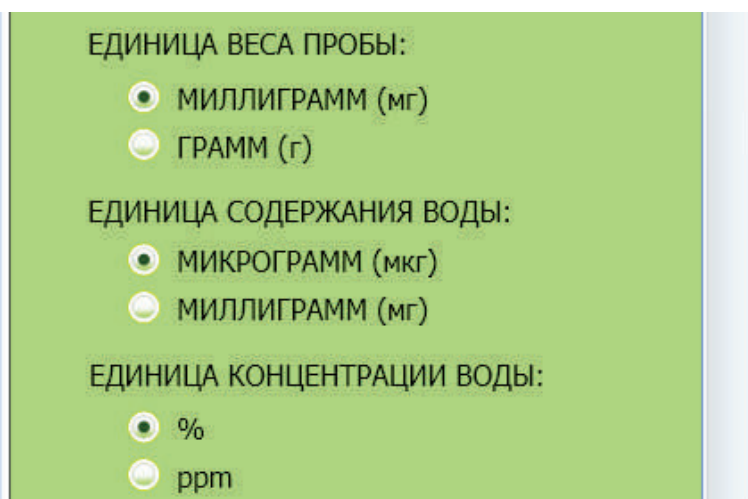 ЕДИНИЦА ВЕСА ПРОБЫ:
МИЛЛИГРАММ (мг)
ГРАММ (г)
ЕДИНИЦА СОДЕРЖАНИЯ ВОДЫ:
МИКРОГРАММ (мкг)
МИЛЛИГРАММ (мг)
ЕДИНИЦА КОНЦЕНТРАЦИИ ВОДЫ:
%
ppm